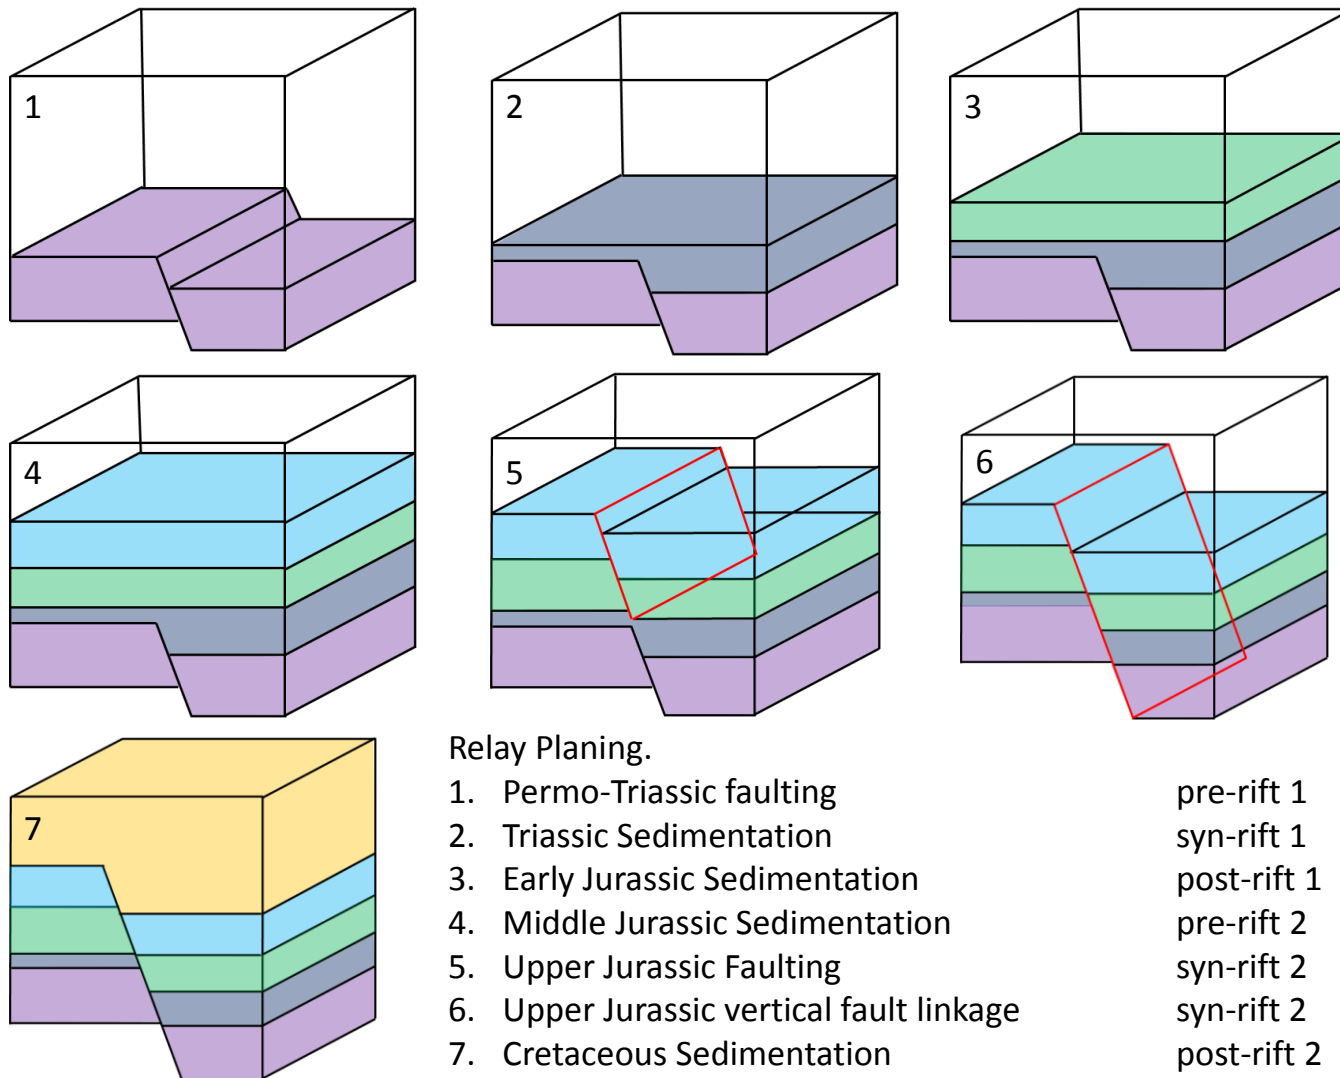 1
2
3
4
5
6
7
Relay Planing.
1. Permo-Triassic faulting pre-rift 1
2. Triassic Sedimentation syn-rift 1
3. Early Jurassic Sedimentation post-rift 1
4. Middle Jurassic Sedimentation pre-rift 2
5. Upper Jurassic Faulting syn-rift 2
6. Upper Jurassic vertical fault linkage syn-rift 2
7. Cretaceous Sedimentation post-rift 2